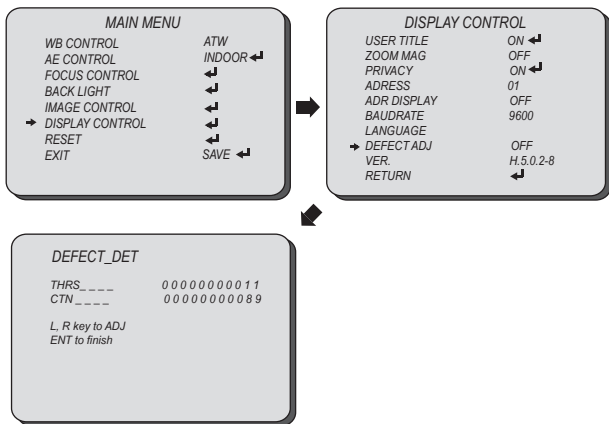 MAIN MENU
WB CONTROL ATW
AE CONTROL INDOOR
FOCUS CONTROL
BACK LIGHT
IMAGE CONTROL
DISPLAY CONTROL
RESET
EXIT SAVE
DISPLAY CONTROL
USER TITLE ON
ZOOM MAG OFF
PRIVACY ON
ADRESS 01
ADR DISPLAY OFF
BAUDRATE 9600
LANGUAGE
DEFECT ADJ OFF
VER. H.5.0.2-8
RETURN
DEFECT_DET
THRS_ _ _ _ 0 0 0 0 0 0 0 0 0 1 1
CTN _ _ _ _ 0 0 0 0 0 0 0 0 0 8 9
L, R key to ADJ
ENT to finish